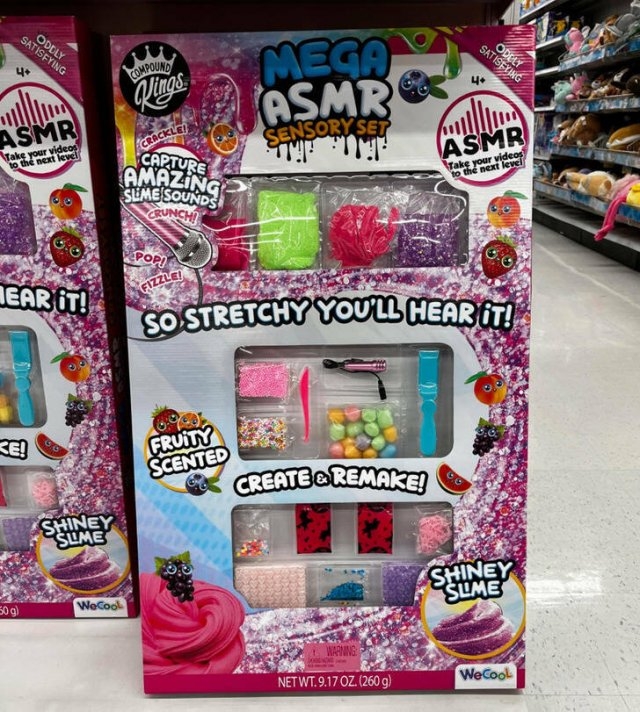 ODDLY
SATISFYING
4+
ASMR
Take your videos
to the next level
EAR iT!
KE!
SHINEY
SLIME
60 g)
WeCool
COMPOUND
Kings
MEGA
ASMR
SENSORY SET
ODDLY
SATISFYING
4+
ASMR
Take your videos
to the next level
CRACKLE!
CAPTURE
AMAZING
SLIME SOUNDS
CRUNCH!
POP!
FIZZLE!
SO STRETCHY YOU'LL HEAR iT!
FRUiTY
SCENTED
CREATE & REMAKE!
SHINEY
SLIME
WARNING:
NET WT. 9.17 OZ. (260 g)
WeCool